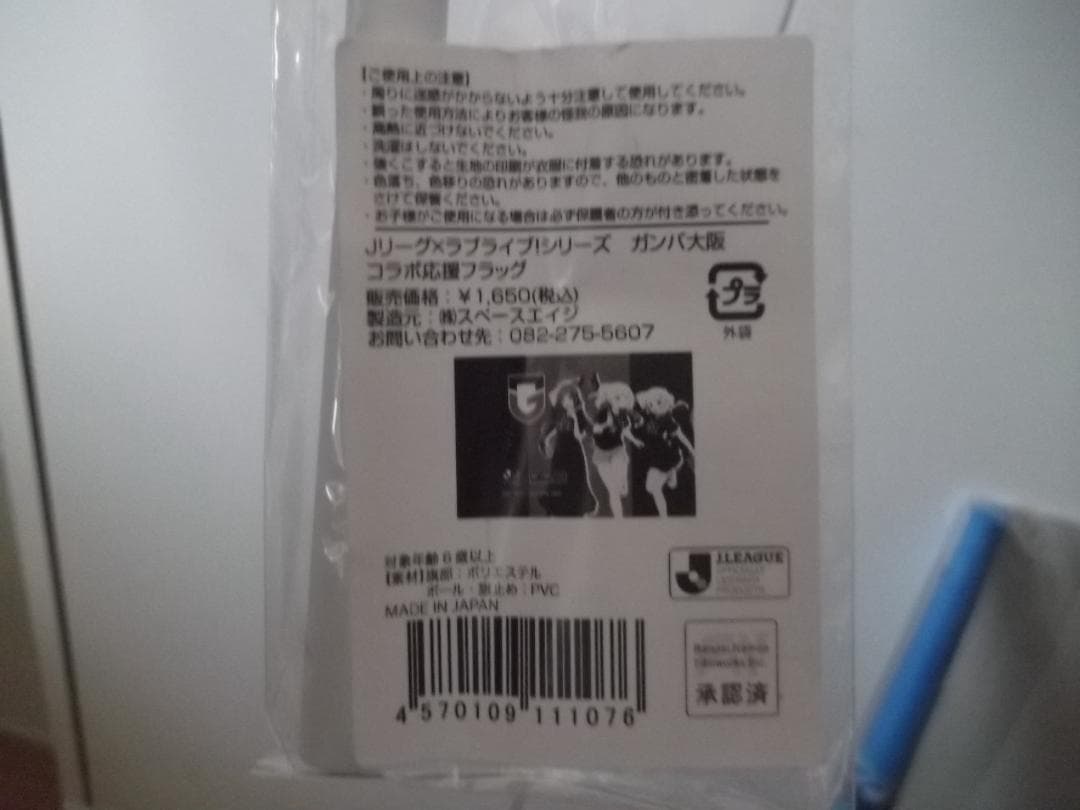 【ご使用上の注意】
・周りに迷惑がかからないよう十分注意して使用してください。
・誤った使用方法によりお客様の怪我の原因になります。
・高熱に近づけないでください。
・洗濯はしないでください。
・強くこすると生地の印刷が衣服に付着する恐れがあります。
・色落ち、色移りの恐れがありますので、他のものと密着した状態を
さけて保管ください。
・お子様がご使用になる場合は必ず保護者の方が付き添ってください。
Jリーグ×ラブライブ!シリーズ ガンバ大阪
コラボ応援フラッグ
販売価格:￥1,650(税込)
製造元:㈱スペースエイジ
お問い合わせ先:082-275-5607
プラ
外袋
対象年齢6歳以上
【素材】旗部:ポリエステル
ポール・旗止め:PVC
MADE IN JAPAN
4 570109 111076
J.LEAGUE
OFFICIALLY
LICENSED
PRODUCTS
承認済